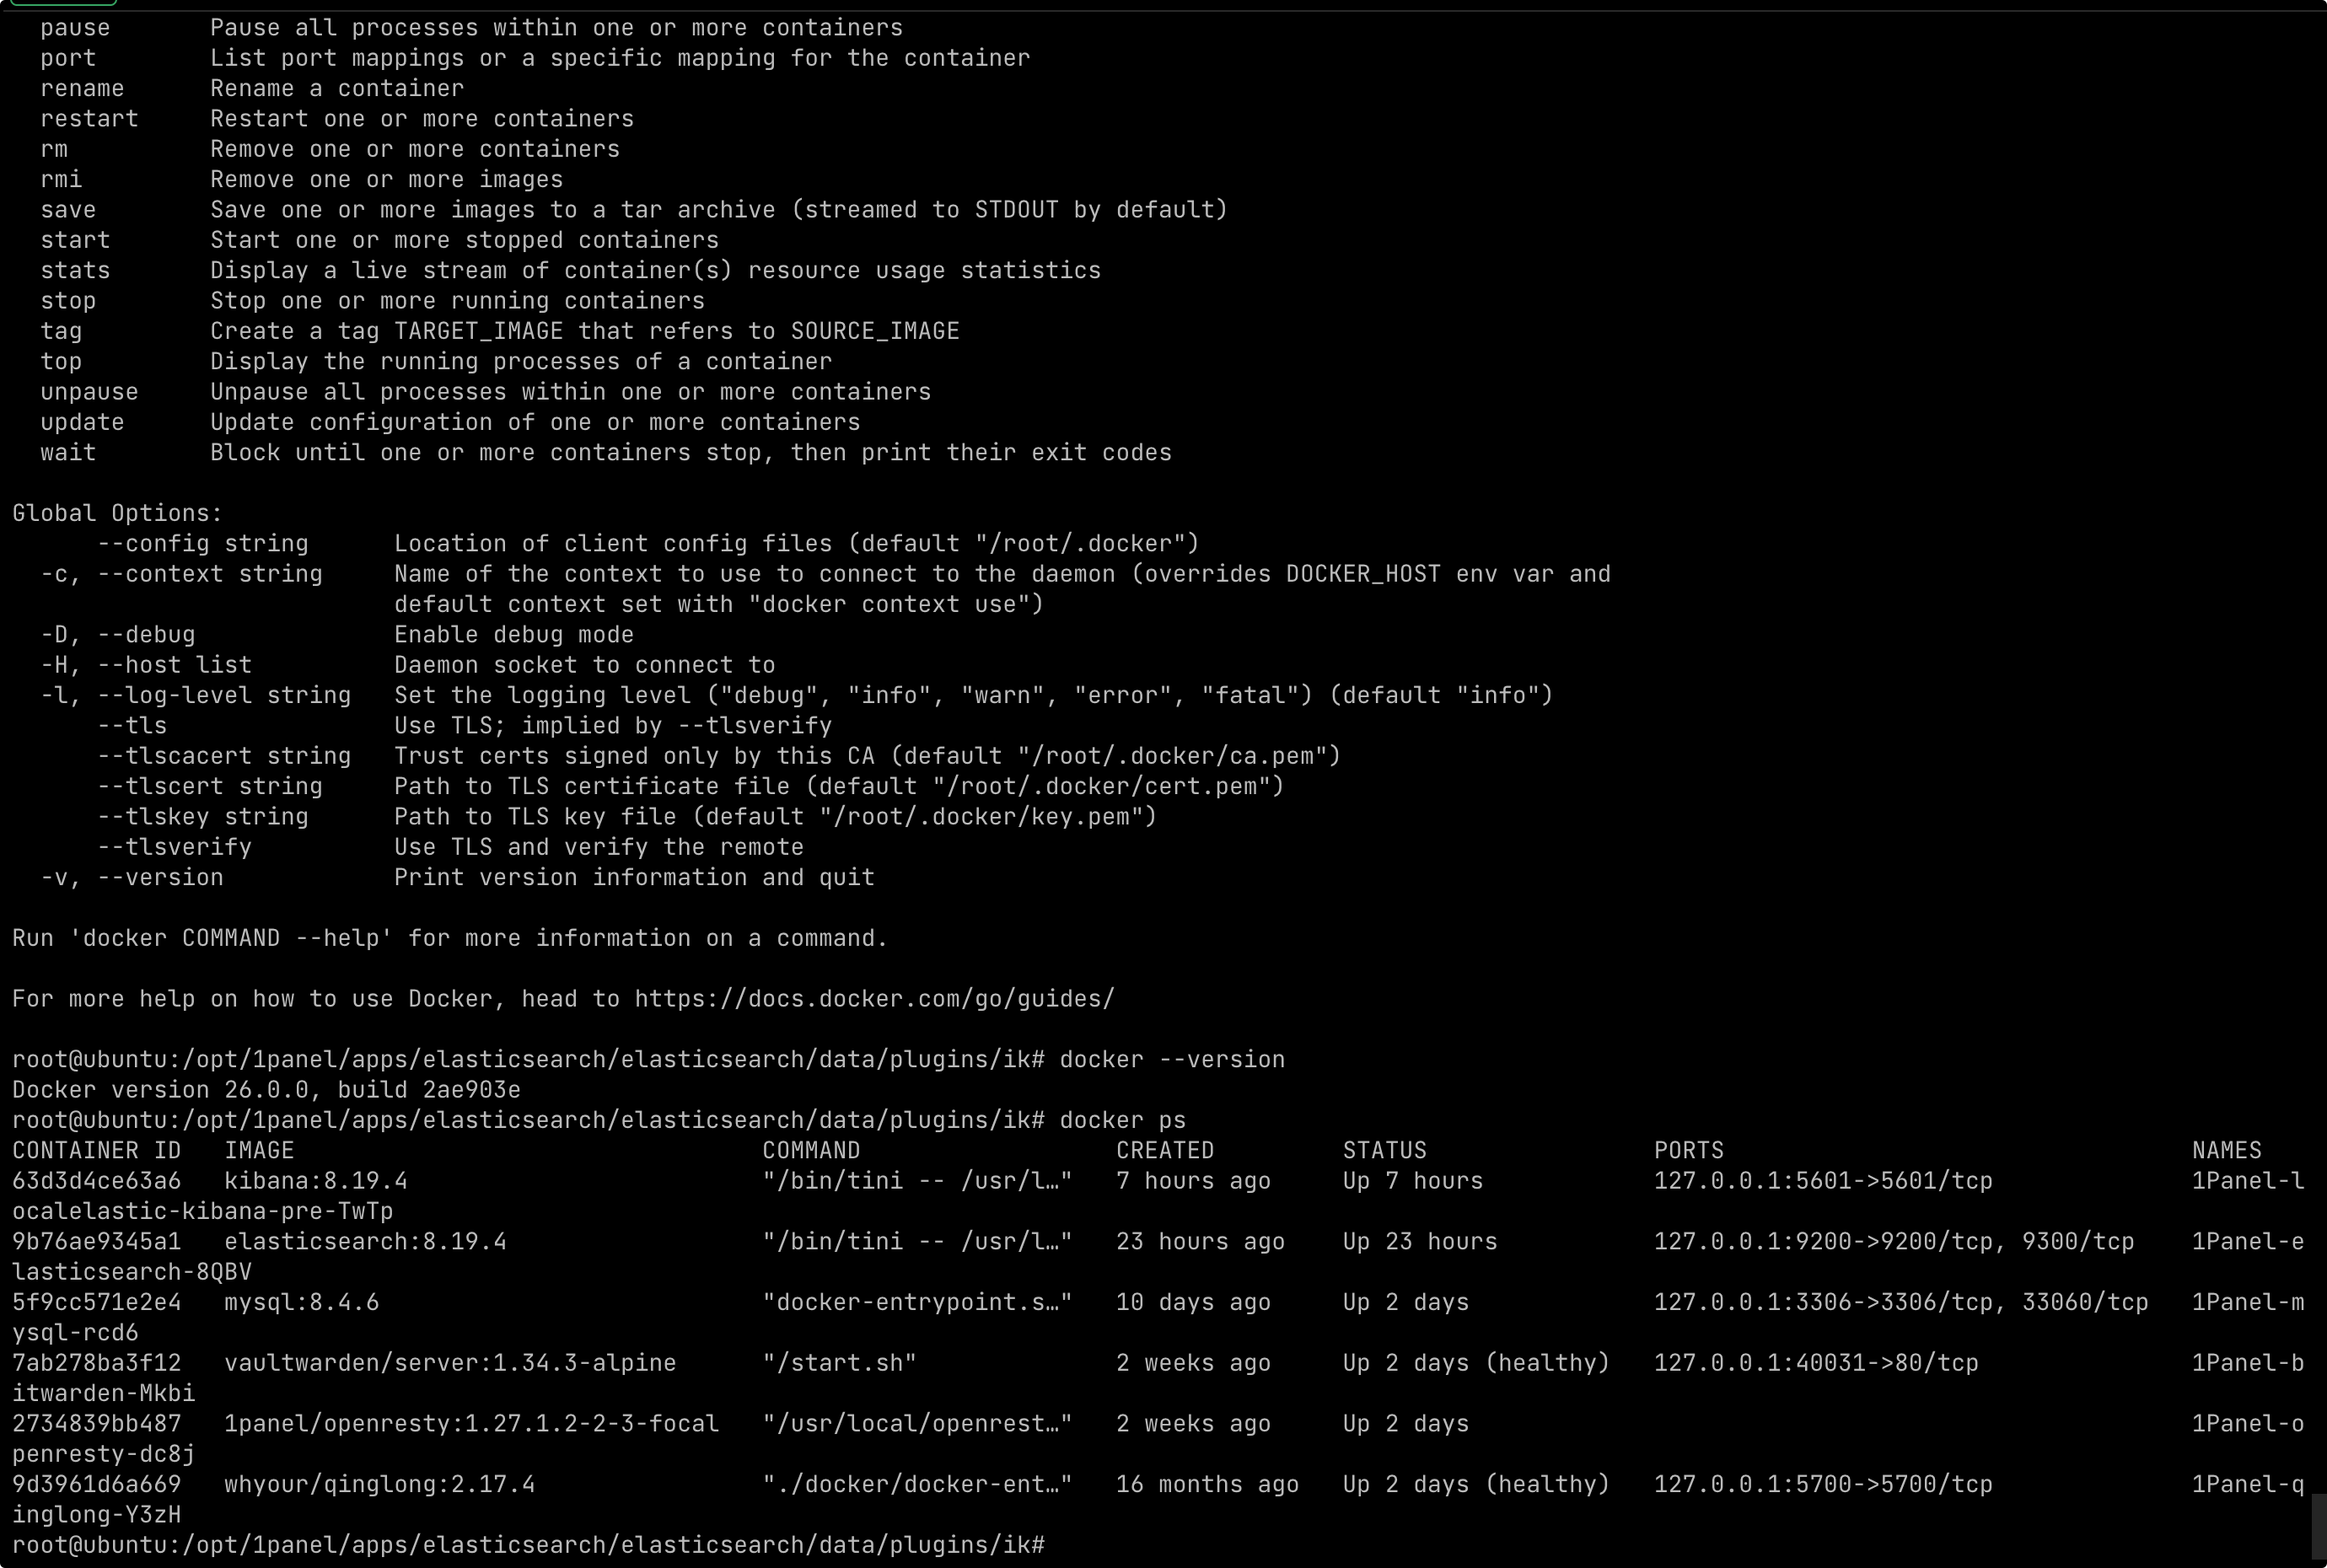 pause       Pause all processes within one or more containers
port        List port mappings or a specific mapping for the container
rename      Rename a container
restart     Restart one or more containers
rm          Remove one or more containers
rmi         Remove one or more images
save        Save one or more images to a tar archive (streamed to STDOUT by default)
start       Start one or more stopped containers
stats       Display a live stream of container(s) resource usage statistics
stop        Stop one or more running containers
tag         Create a tag TARGET_IMAGE that refers to SOURCE_IMAGE
top         Display the running processes of a container
unpause     Unpause all processes within one or more containers
update      Update configuration of one or more containers
wait        Block until one or more containers stop, then print their exit codes

Global Options:
      --config string      Location of client config files (default "/root/.docker")
  -c, --context string     Name of the context to use to connect to the daemon (overrides DOCKER_HOST env var and
                           default context set with "docker context use")
  -D, --debug              Enable debug mode
  -H, --host list          Daemon socket to connect to
  -l, --log-level string   Set the logging level ("debug", "info", "warn", "error", "fatal") (default "info")
      --tls                Use TLS; implied by --tlsverify
      --tlscacert string   Trust certs signed only by this CA (default "/root/.docker/ca.pem")
      --tlscert string     Path to TLS certificate file (default "/root/.docker/cert.pem")
      --tlskey string      Path to TLS key file (default "/root/.docker/key.pem")
      --tlsverify          Use TLS and verify the remote
  -v, --version            Print version information and quit

Run 'docker COMMAND --help' for more information on a command.

For more help on how to use Docker, head to https://docs.docker.com/go/guides/

root@ubuntu:/opt/1panel/apps/elasticsearch/elasticsearch/data/plugins/ik# docker --version
Docker version 26.0.0, build 2ae903e
root@ubuntu:/opt/1panel/apps/elasticsearch/elasticsearch/data/plugins/ik# docker ps
CONTAINER ID   IMAGE                                 COMMAND                  CREATED         STATUS                PORTS                                 NAMES
63d3d4ce63a6   kibana:8.19.4                         "/bin/tini -- /usr/l…"   7 hours ago     Up 7 hours            127.0.0.1:5601->5601/tcp              1Panel-l
ocalelastic-kibana-pre-TwTp
9b76ae9345a1   elasticsearch:8.19.4                  "/bin/tini -- /usr/l…"   23 hours ago    Up 23 hours           127.0.0.1:9200->9200/tcp, 9300/tcp    1Panel-e
lasticsearch-8QBV
5f9cc571e2e4   mysql:8.4.6                           "docker-entrypoint.s…"   10 days ago     Up 2 days             127.0.0.1:3306->3306/tcp, 33060/tcp   1Panel-m
ysql-rcd6
7ab278ba3f12   vaultwarden/server:1.34.3-alpine      "/start.sh"              2 weeks ago     Up 2 days (healthy)   127.0.0.1:40031->80/tcp               1Panel-b
itwarden-Mkbi
2734839bb487   1panel/openresty:1.27.1.2-2-3-focal   "/usr/local/openrest…"   2 weeks ago     Up 2 days                                                   1Panel-o
penresty-dc8j
9d3961d6a669   whyour/qinglong:2.17.4                "./docker/docker-ent…"   16 months ago   Up 2 days (healthy)   127.0.0.1:5700->5700/tcp              1Panel-q
inglong-Y3zH
root@ubuntu:/opt/1panel/apps/elasticsearch/elasticsearch/data/plugins/ik#